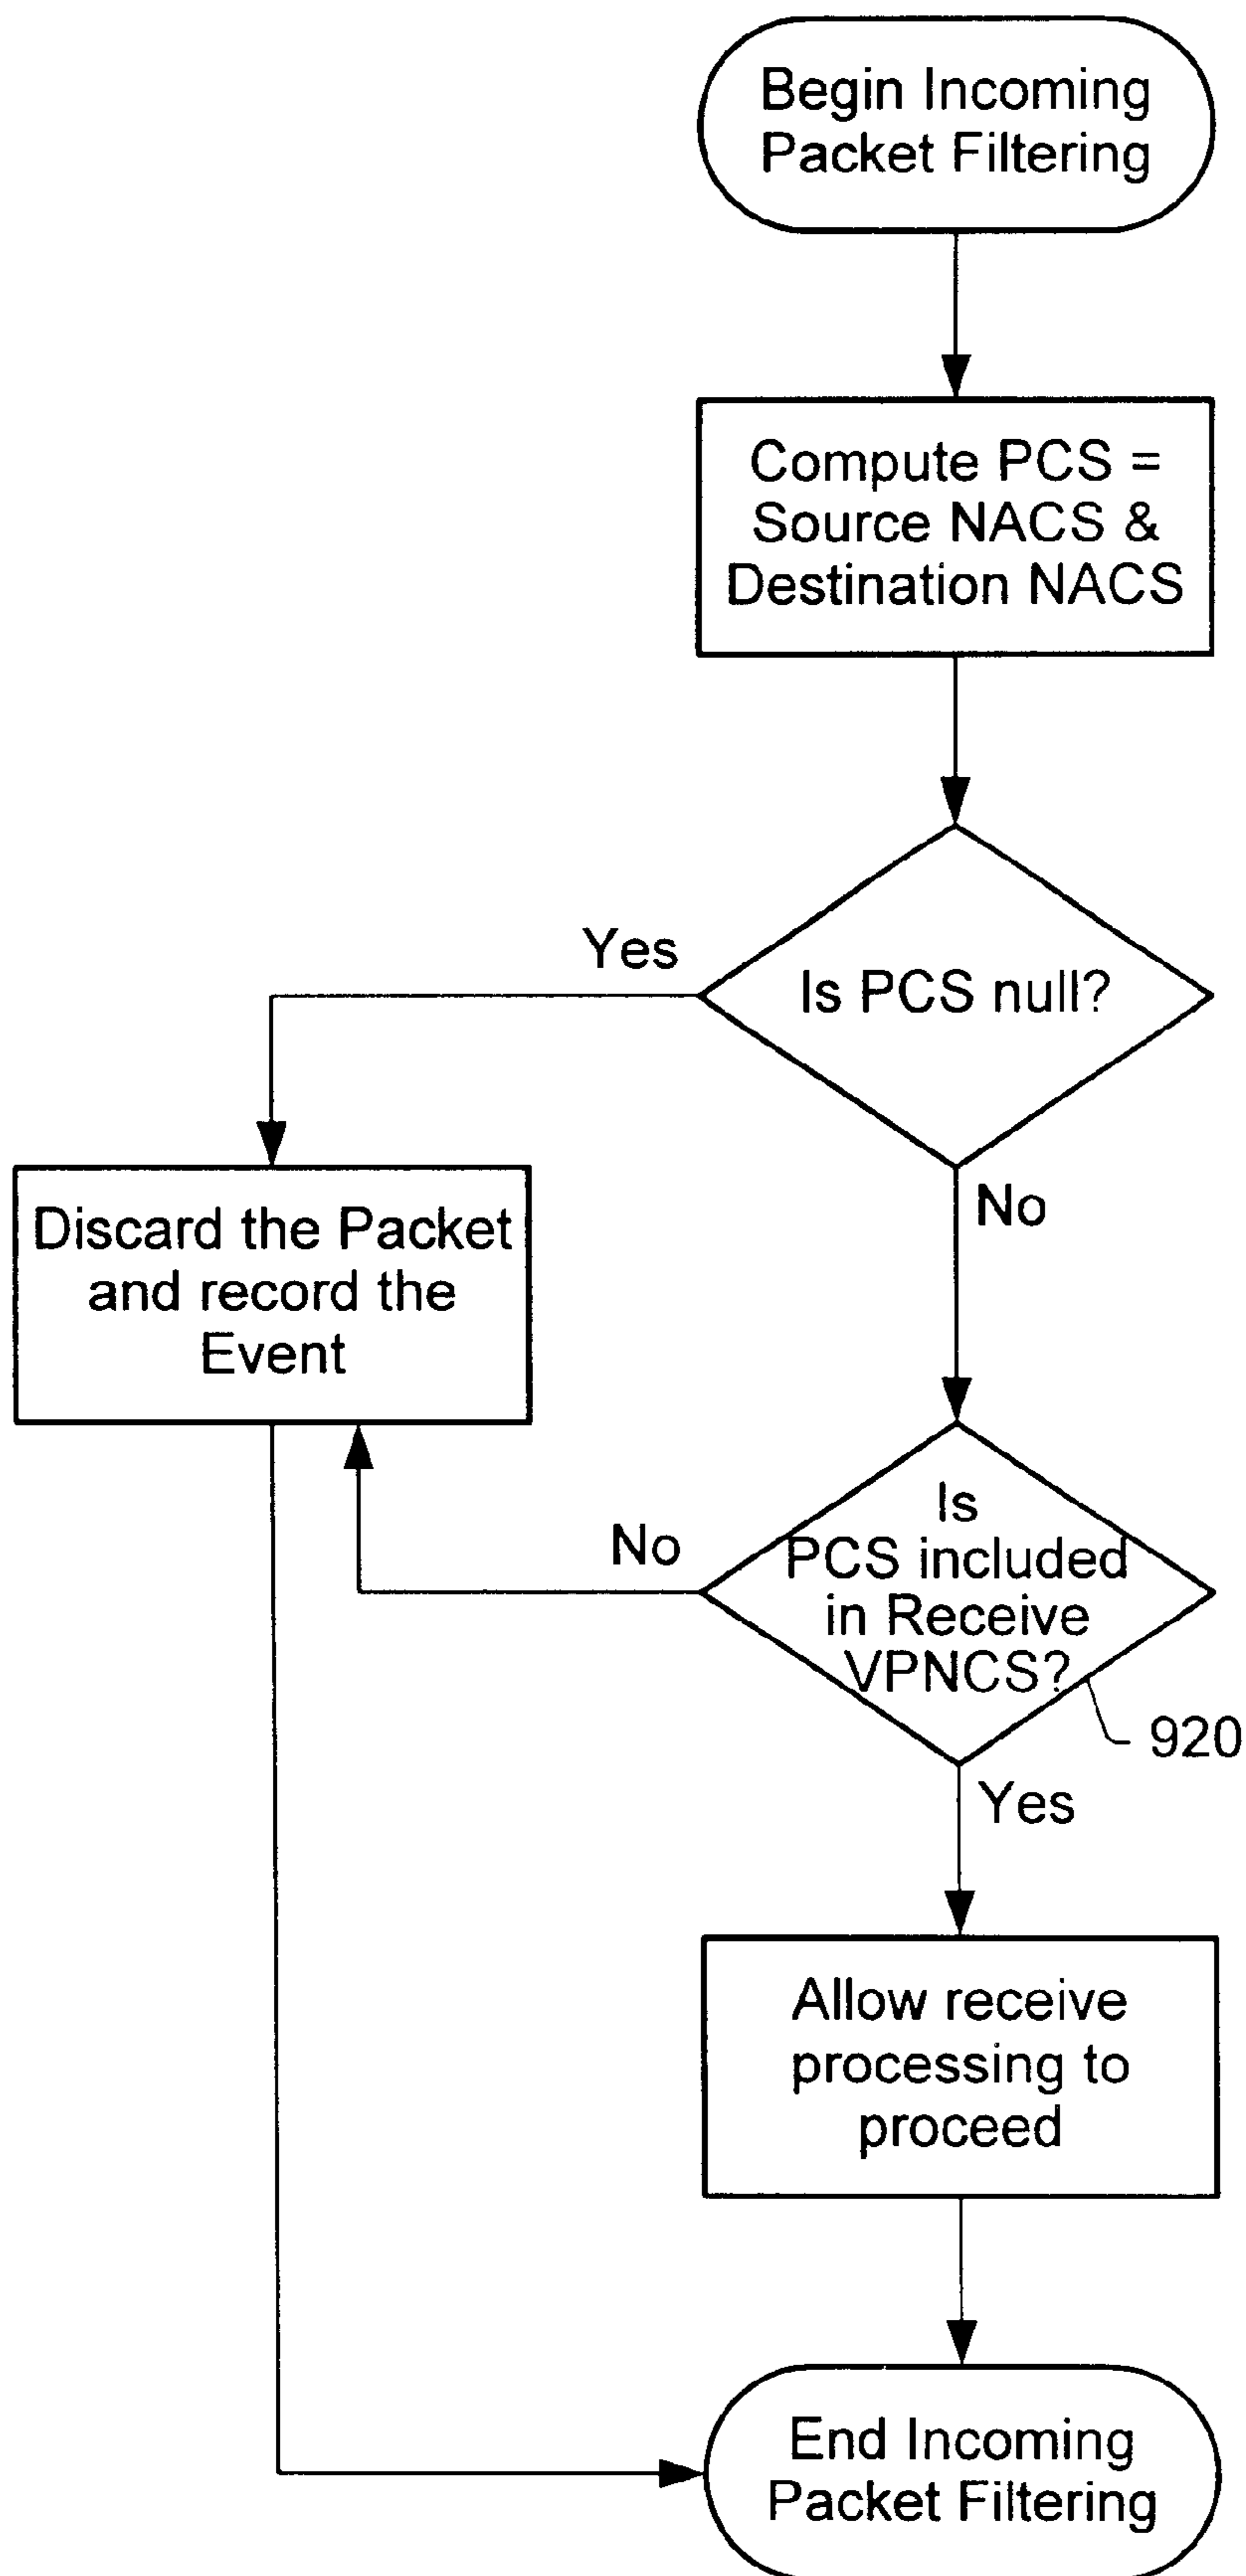 Begin Incoming
Packet Filtering
Compute PCS =
Source NACS &
Destination NACS
Yes
Is PCS null?
No
Discard the Packet
and record the
Event
No
Is
PCS included
in Receive
VPNCS?
920
Yes
Allow receive
processing to
proceed
End Incoming
Packet Filtering